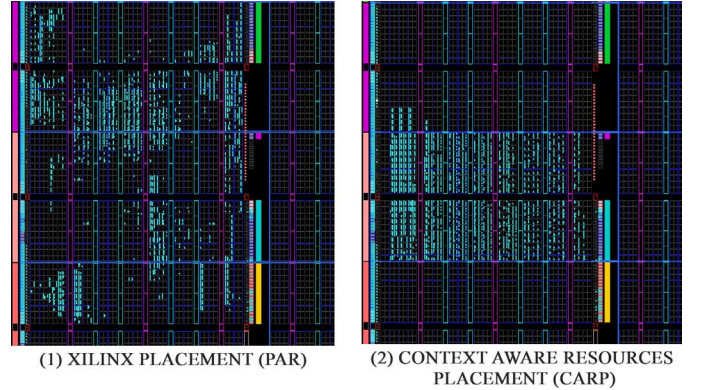 (1) XILINX PLACEMENT (PAR)
(2) CONTEXT AWARE RESOURCES
PLACEMENT (CARP)